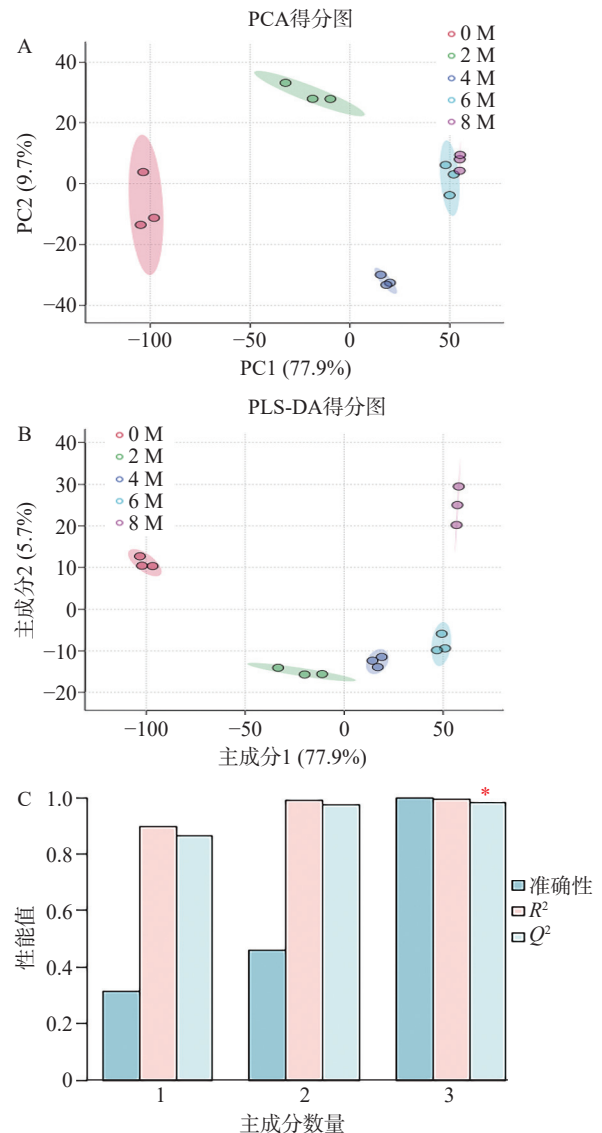 PCA得分图
A
0 M
2 M
4 M
6 M
8 M
40
20
0
−20
−40
PC2 (9.7%)
−100
−50
0
50
PC1 (77.9%)
PLS-DA得分图
B
0 M
2 M
4 M
6 M
8 M
40
30
20
10
0
−10
−20
主成分2 (5.7%)
−100
−50
0
50
主成分1 (77.9%)
C
1.0
0.8
0.6
0.4
0.2
0
性能值
*
准确性
R²
Q²
1
2
3
主成分数量